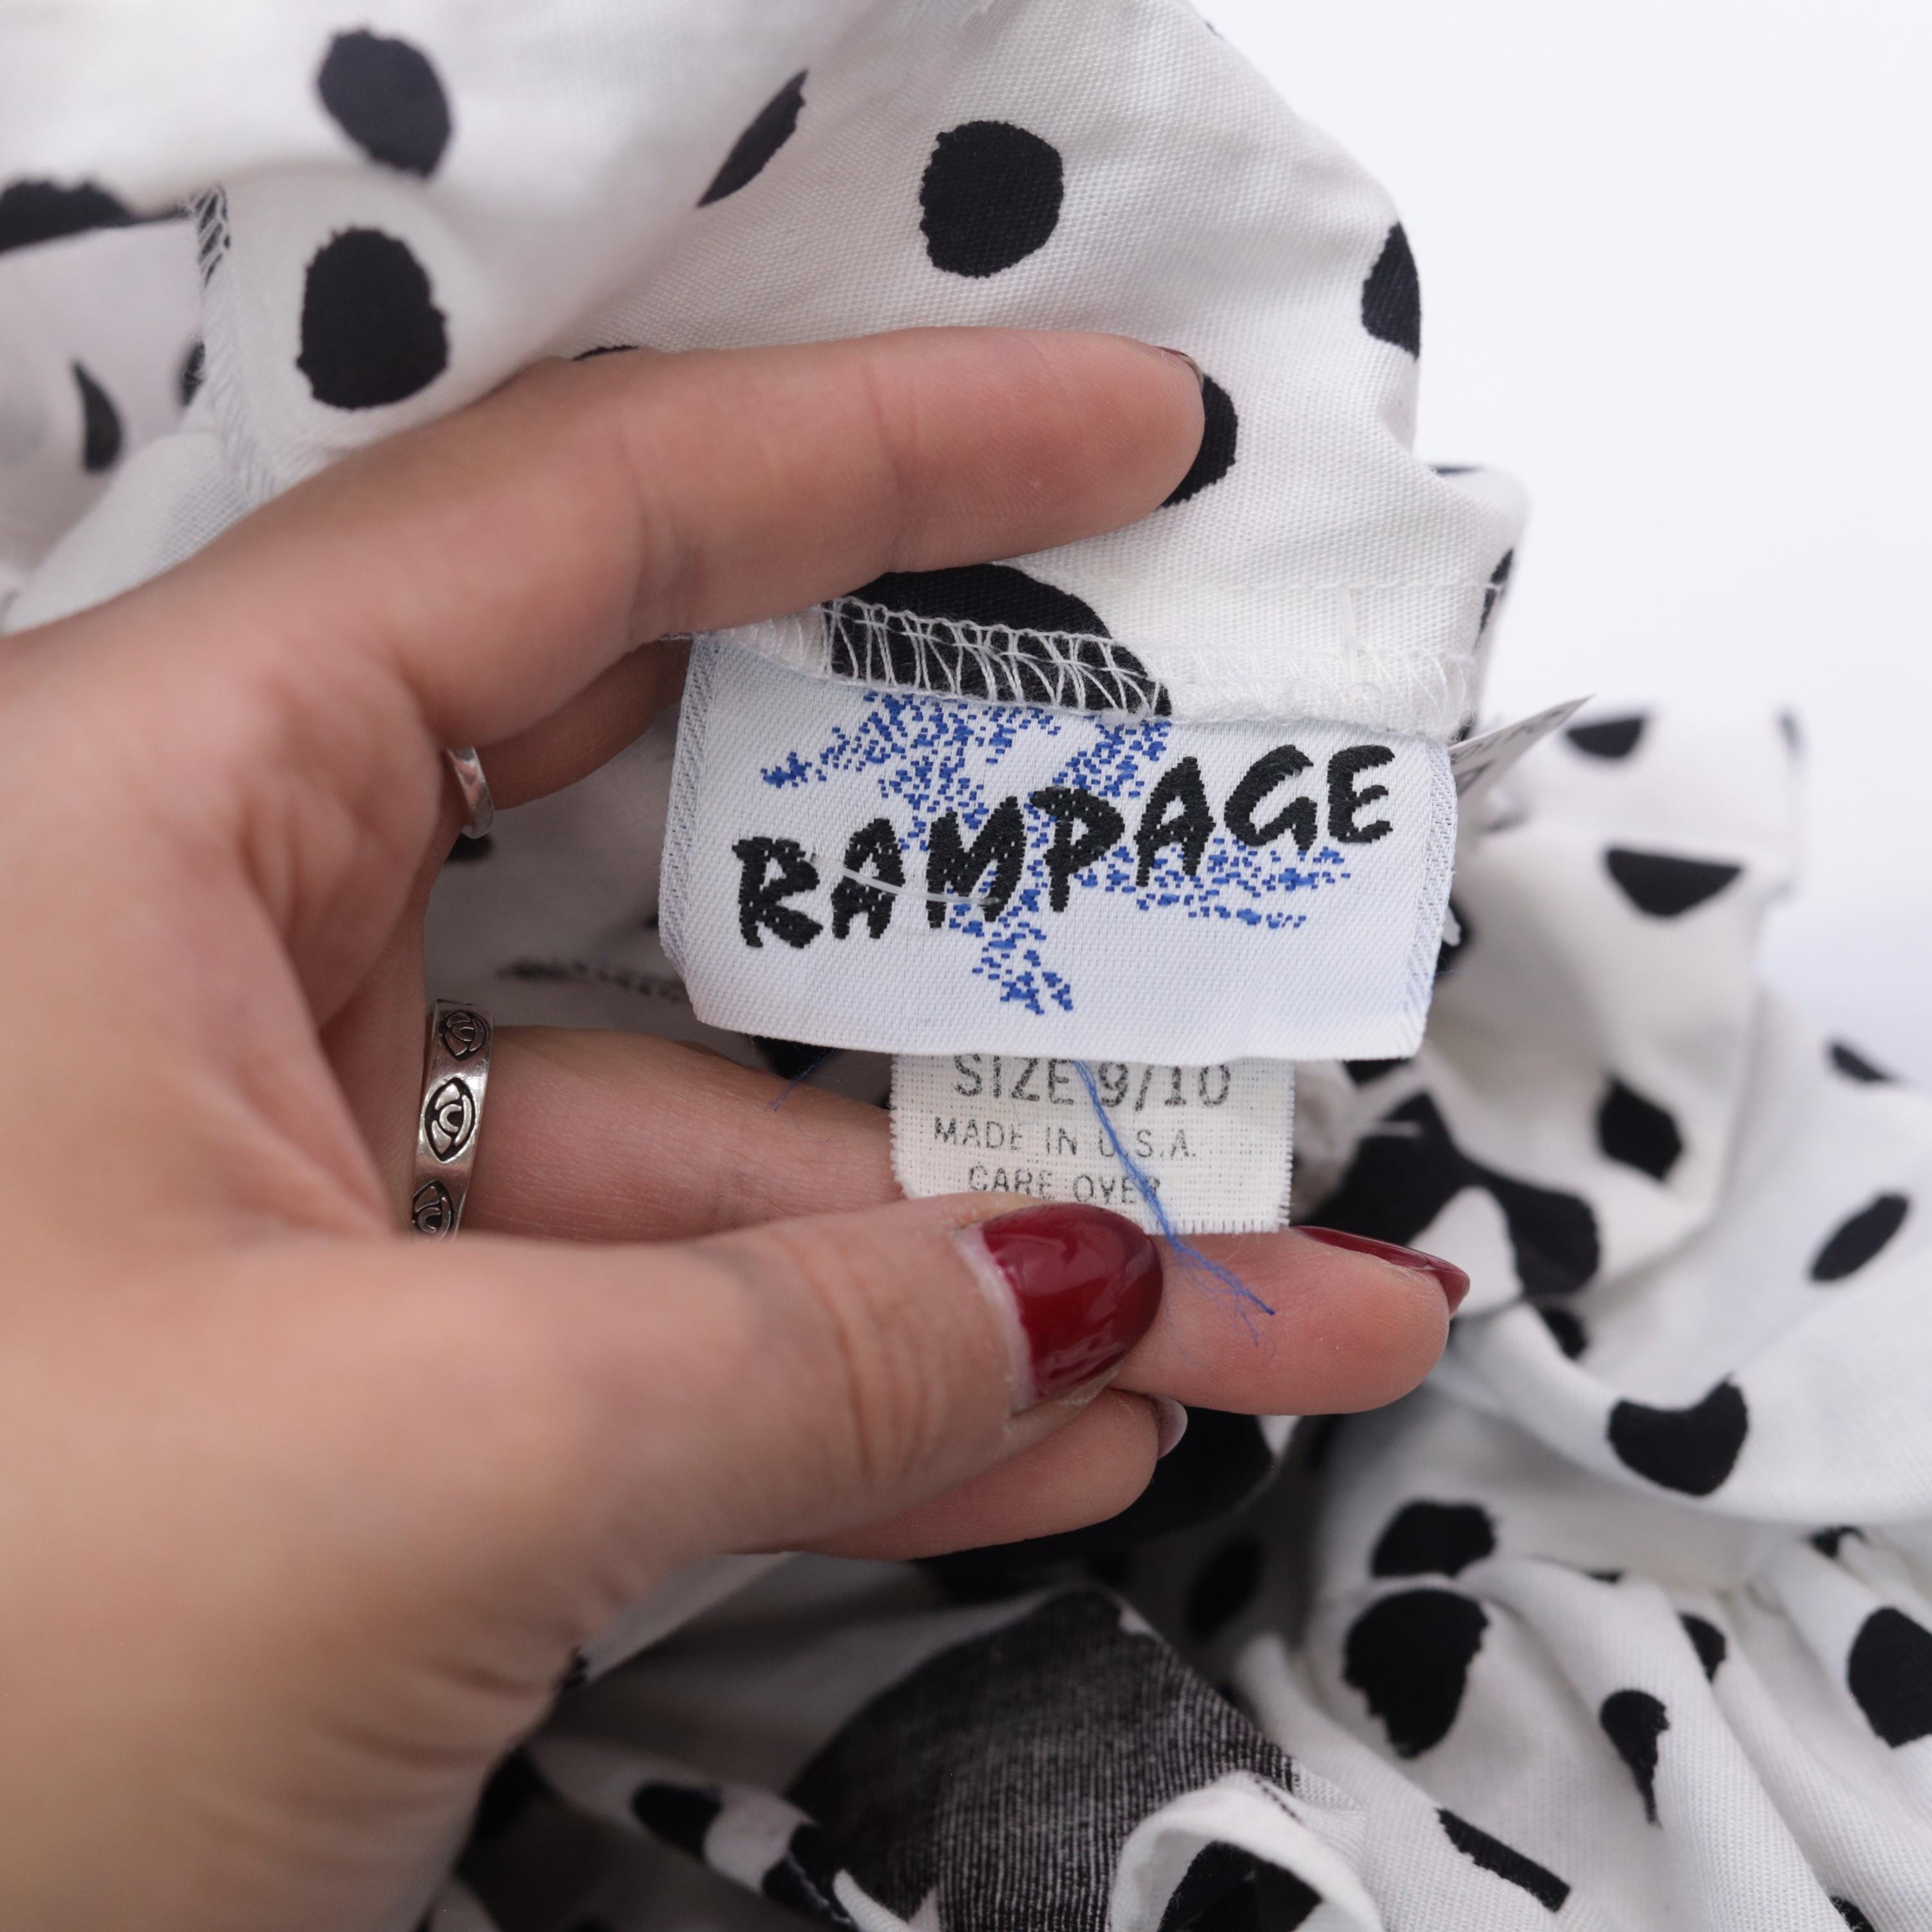 RAMPAGE
SIZE 9/10
MADE IN U.S.A.
CARE OVER